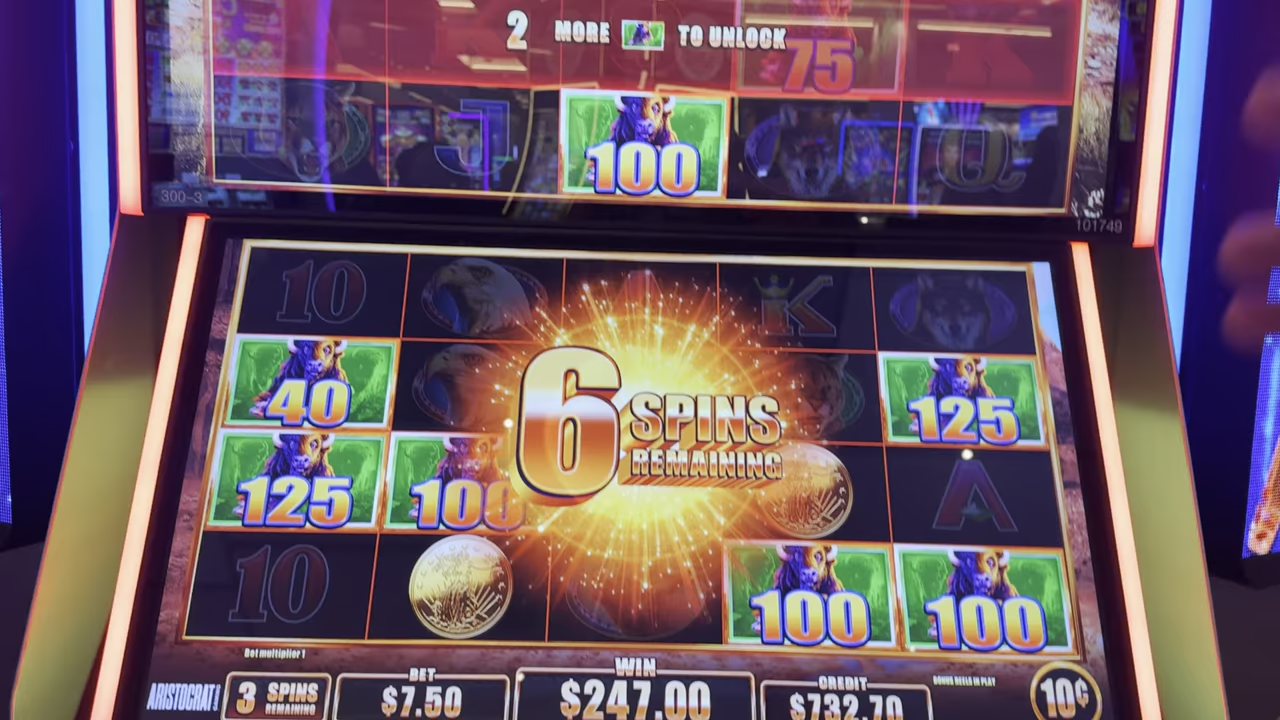 2 MORE TO UNLOCK
75
J 100 Q
300-3
101749
10 K
40 125
125 100 A
6 SPINS
REMAINING
10 100 100
Bet multiplier 1
BET WIN CREDIT BONUS REELS IN PLAY
ARISTOCRAT 3 SPINS REMAINING $7.50 $247.00 $732.70 10¢